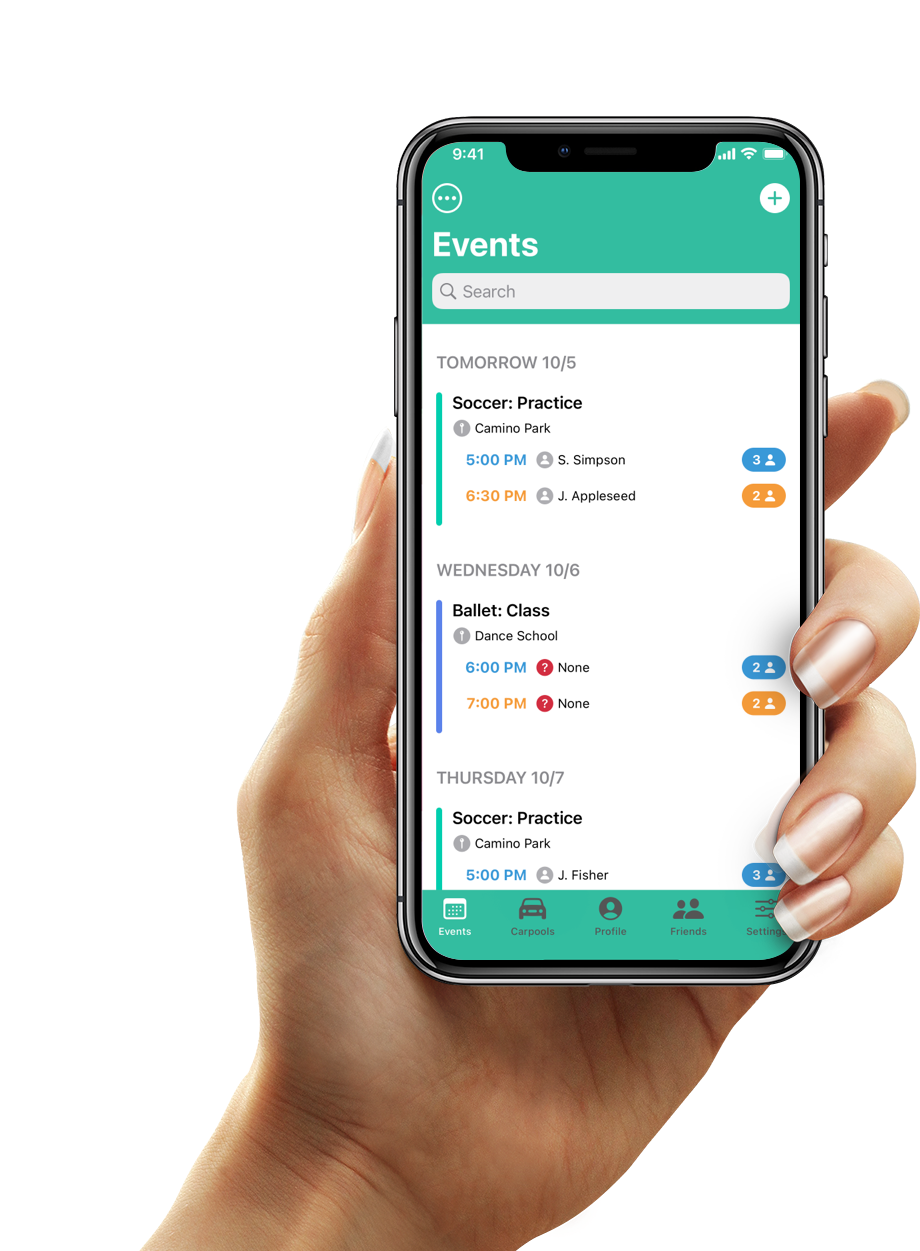 9:41
Events
Search
TOMORROW 10/5
Soccer: Practice
Camino Park
5:00 PM S. Simpson 3
6:30 PM J. Appleseed 2
WEDNESDAY 10/6
Ballet: Class
Dance School
6:00 PM ? None 2
7:00 PM ? None 2
THURSDAY 10/7
Soccer: Practice
Camino Park
5:00 PM J. Fisher 3
Events Carpools Profile Friends Setting